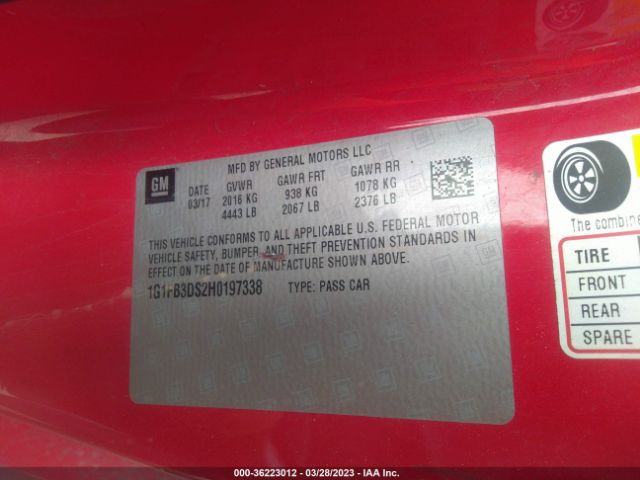 GM
MFD BY GENERAL MOTORS LLC
DATE GVWR GAWR FRT GAWR RR
03/17 2016 KG 938 KG 1078 KG
4443 LB 2067 LB 2376 LB
THIS VEHICLE CONFORMS TO ALL APPLICABLE U.S. FEDERAL MOTOR
VEHICLE SAFETY, BUMPER, AND THEFT PREVENTION STANDARDS IN
EFFECT ON THE DATE OF MANUFACTURE SHOWN ABOVE.
1G1FB3DS2H0197338 TYPE: PASS CAR
The combine
TIRE
FRONT
REAR
SPARE
000-36223012 - 03/28/2023 - IAA Inc.